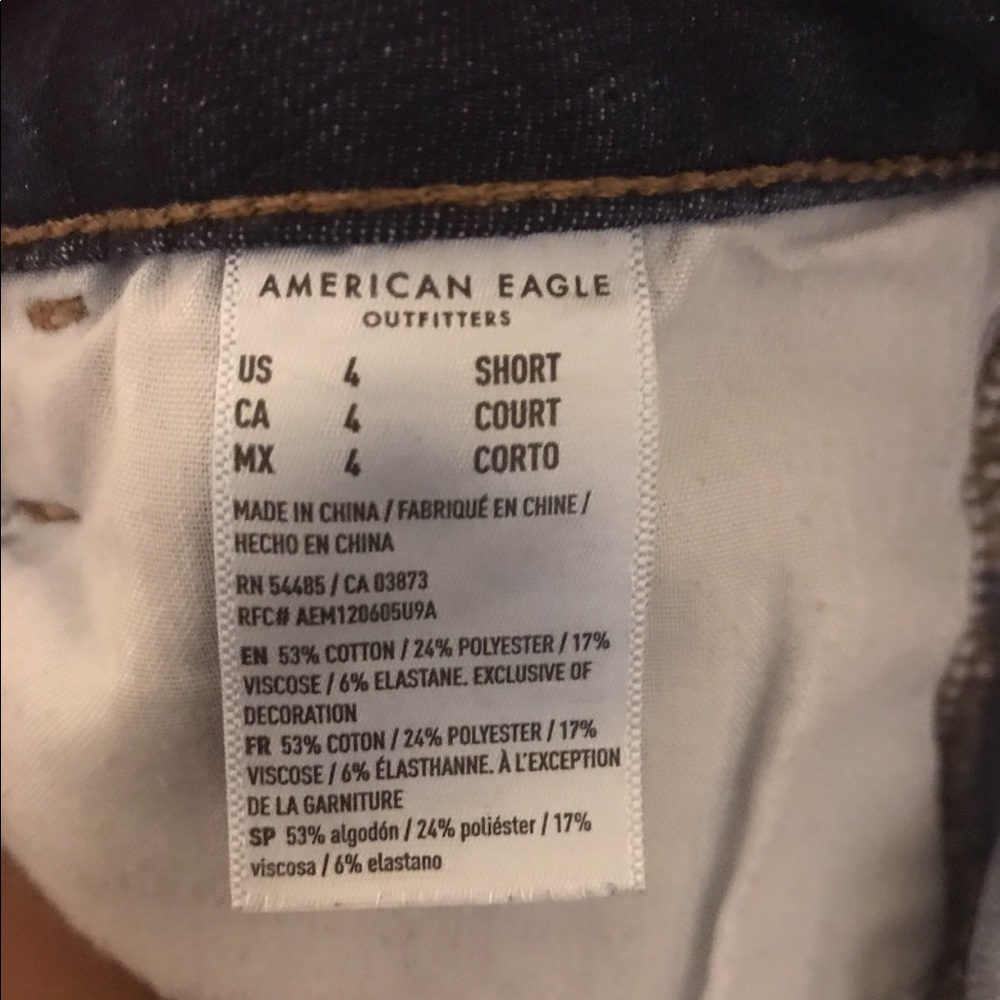 AMERICAN EAGLE
OUTFITTERS
US 4 SHORT
CA 4 COURT
MX 4 CORTO
MADE IN CHINA / FABRIQUÉ EN CHINE /
HECHO EN CHINA
RN 54485 / CA 03873
RFC# AEM120605U9A
EN 53% COTTON / 24% POLYESTER / 17%
VISCOSE / 6% ELASTANE. EXCLUSIVE OF
DECORATION
FR 53% COTON / 24% POLYESTER / 17%
VISCOSE / 6% ÉLASTHANNE. À L'EXCEPTION
DE LA GARNITURE
SP 53% algodón / 24% poliéster / 17%
viscosa / 6% elastano